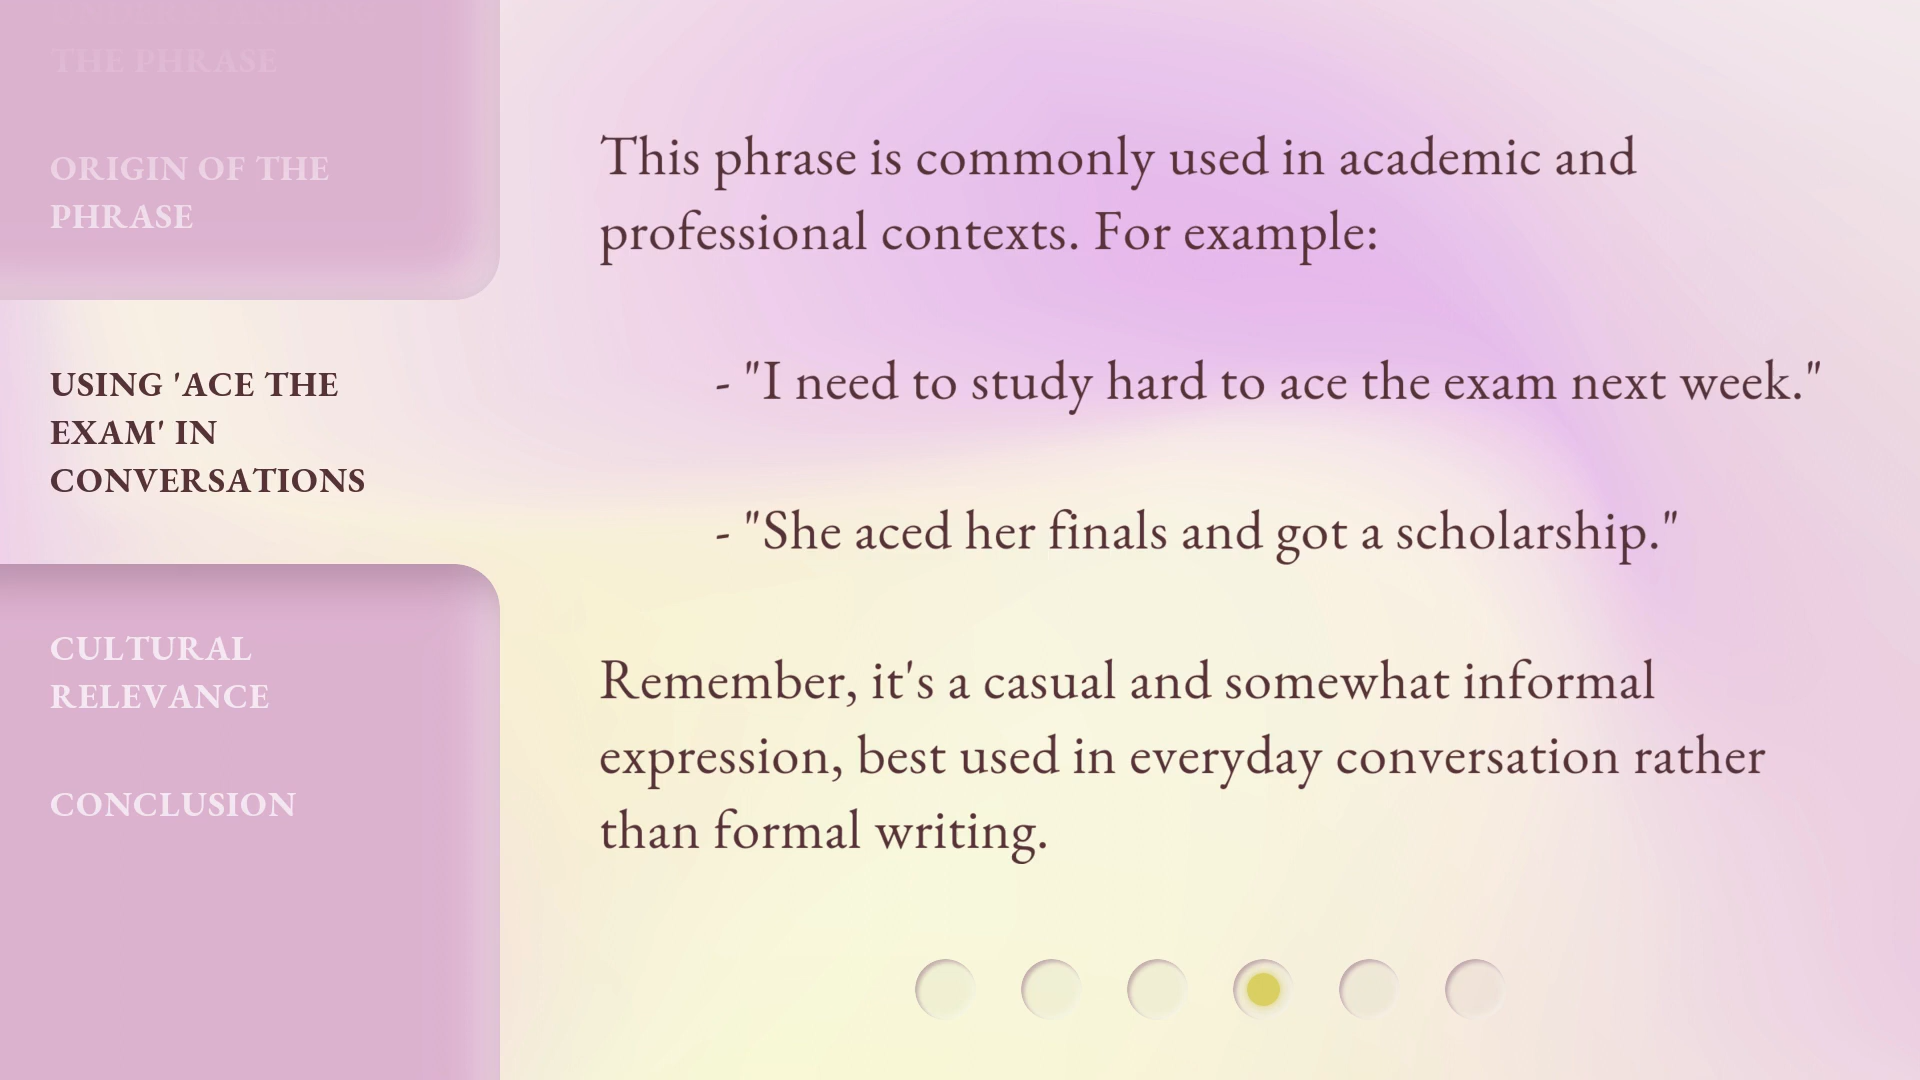 THE PHRASE
ORIGIN OF THE
PHRASE
USING 'ACE THE
EXAM' IN
CONVERSATIONS
CULTURAL
RELEVANCE
CONCLUSION
This phrase is commonly used in academic and
professional contexts. For example:
- "I need to study hard to ace the exam next week."
- "She aced her finals and got a scholarship."
Remember, it's a casual and somewhat informal
expression, best used in everyday conversation rather
than formal writing.